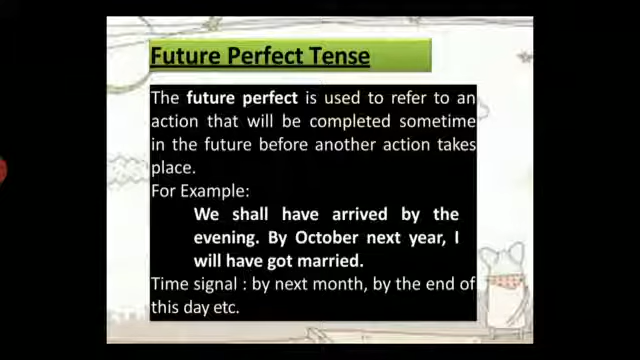 Future Perfect Tense
The future perfect is used to refer to an
action that will be completed sometime
in the future before another action takes
place.
For Example:
We shall have arrived by the
evening. By October next year, I
will have got married.
Time signal : by next month, by the end of
this day etc.